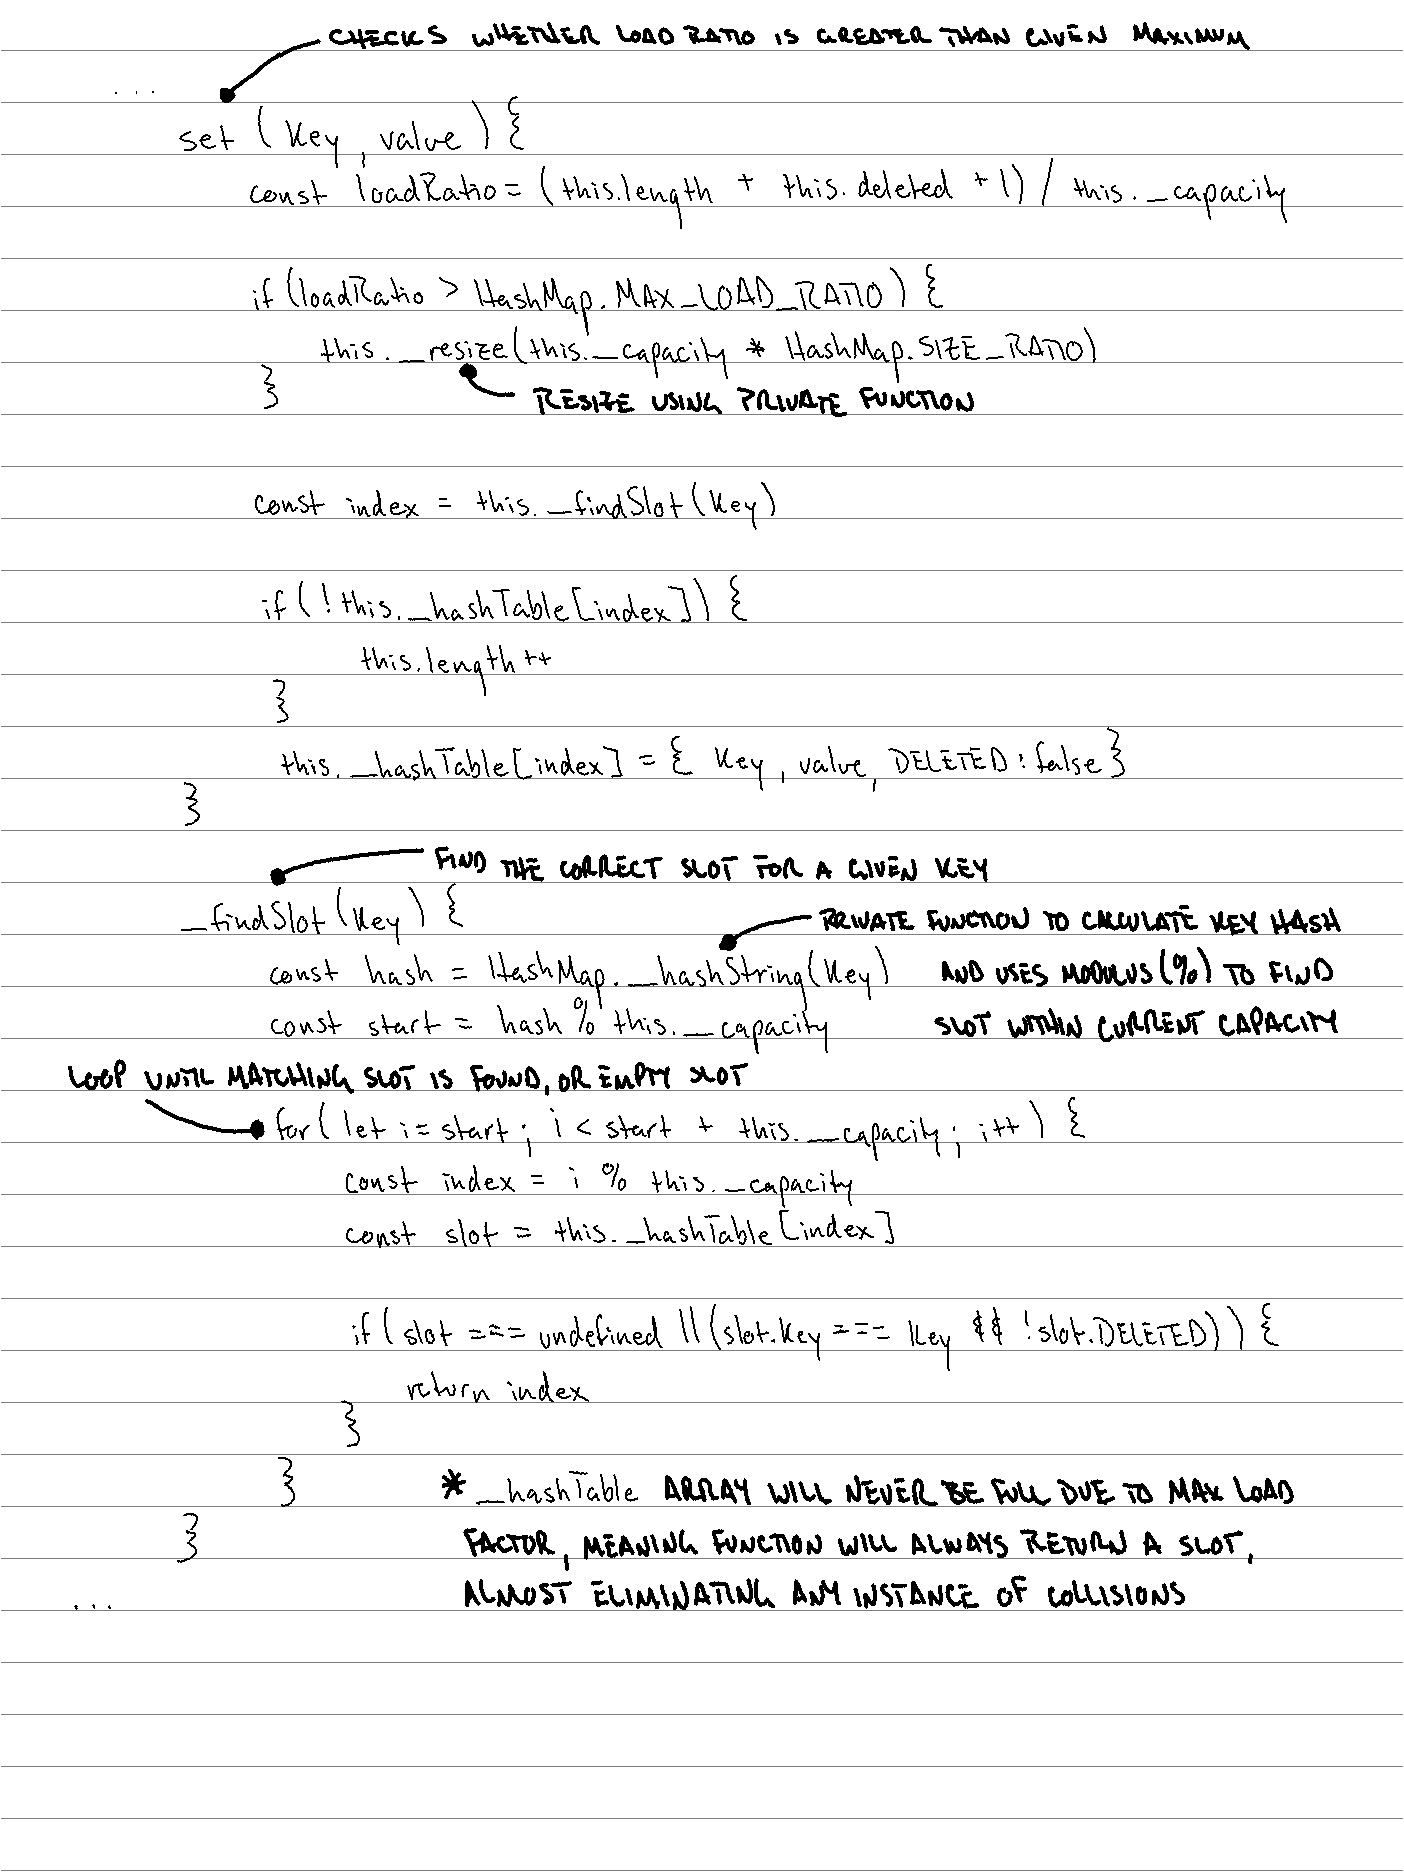 CHECKS WHETHER LOAD RATIO IS GREATER THAN GIVEN MAXIMUM
...
set (key, value) {
const loadRatio = (this.length + this.deleted + 1) / this._capacity
if (loadRatio > HashMap.MAX_LOAD_RATIO) {
this._resize(this._capacity * HashMap.SIZE_RATIO)
}
RESIZE USING PRIVATE FUNCTION
const index = this._findSlot(key)
if (!this._hashTable[index]) {
this.length++
}
this._hashTable[index] = { key, value, DELETED: false}
}
FIND THE CORRECT SLOT FOR A GIVEN KEY
_findSlot (key) {
PRIVATE FUNCTION TO CALCULATE KEY HASH
const hash = HashMap._hashString(key)
AND USES MODULUS (%) TO FIND
const start = hash % this._capacity
SLOT WITHIN CURRENT CAPACITY
LOOP UNTIL MATCHING SLOT IS FOUND, OR EMPTY SLOT
for (let i = start; i < start + this._capacity; i++) {
const index = i % this._capacity
const slot = this._hashTable[index]
if (slot === undefined || (slot.key === key && !slot.DELETED)) {
return index
}
}
* _hashTable ARRAY WILL NEVER BE FULL DUE TO MAX LOAD
}
FACTOR, MEANING FUNCTION WILL ALWAYS RETURN A SLOT,
ALMOST ELIMINATING ANY INSTANCE OF COLLISIONS
...